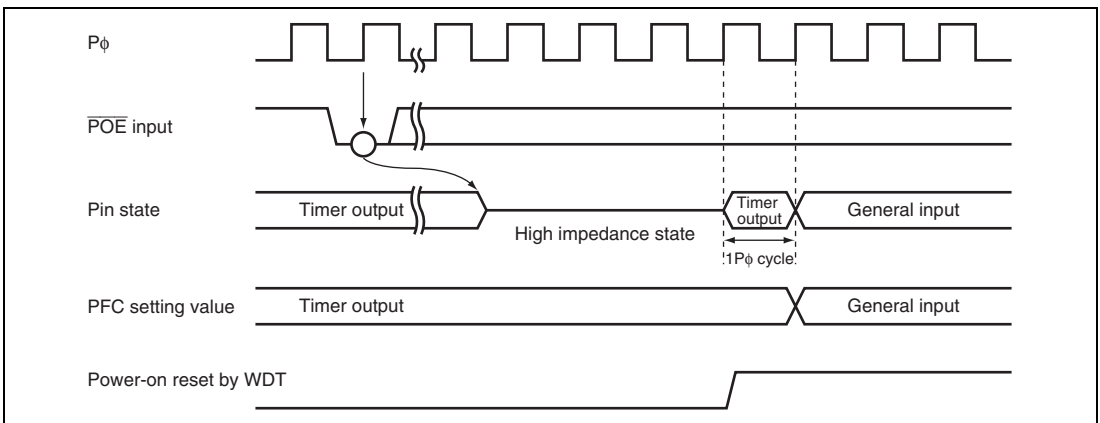 Pϕ
POE input
Pin state
Timer output
High impedance state
Timer
output
General input
1Pϕ cycle
PFC setting value
Timer output
General input
Power-on reset by WDT